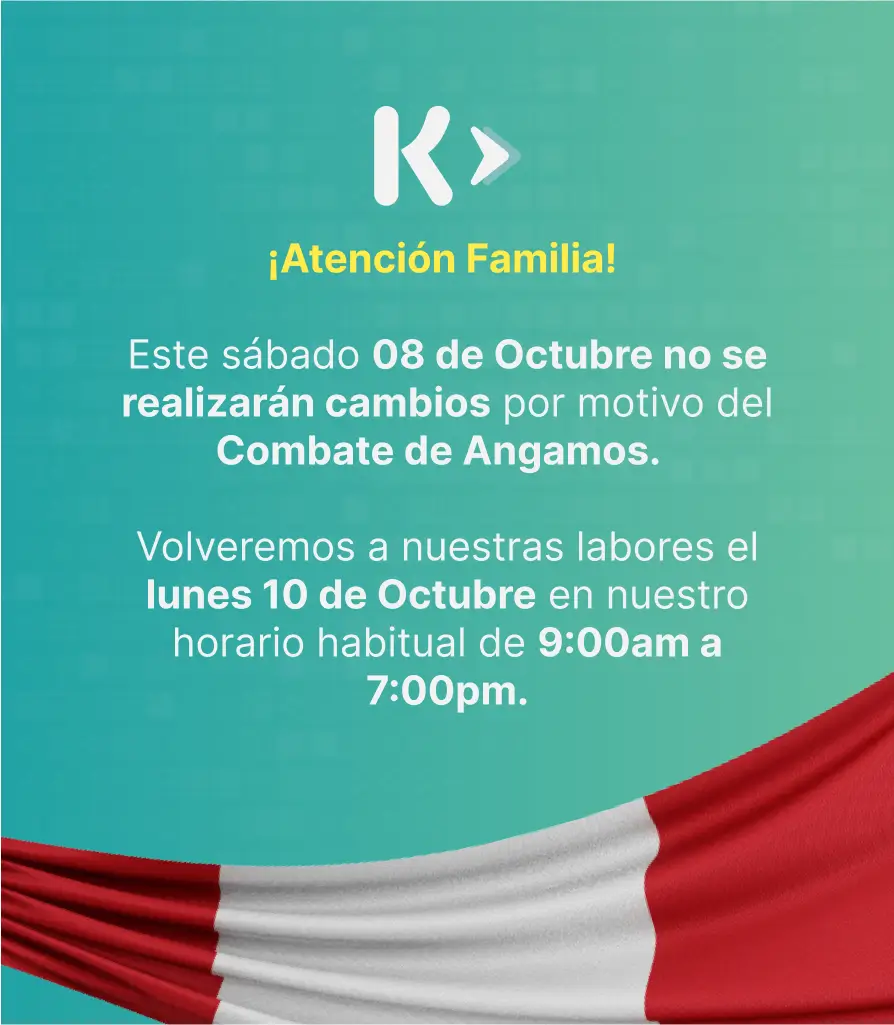 K
¡Atención Familia!
Este sábado 08 de Octubre no se
realizarán cambios por motivo del
Combate de Angamos.
Volveremos a nuestras labores el
lunes 10 de Octubre en nuestro
horario habitual de 9:00am a
7:00pm.